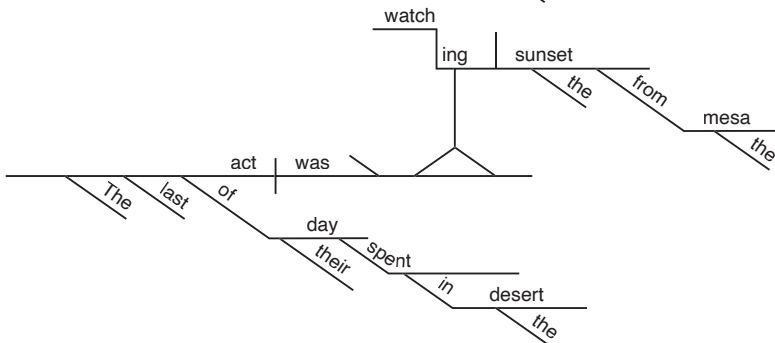 watch
ing sunset
the from
mesa
the
act was
The last of
day
their spent
in desert
the